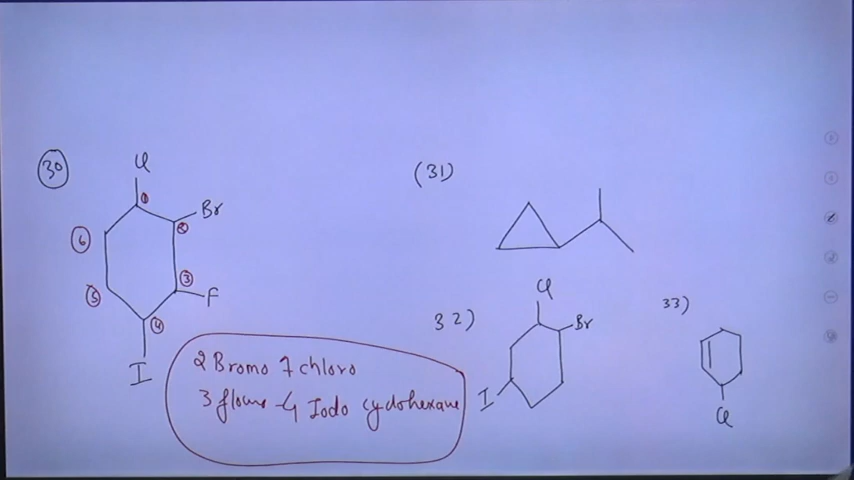 30
Cl
1
Br
2
6
3
F
5
4
I
2 Bromo 1 chloro
3 flouro -4 Iodo cyclohexane
(31)
32)
Cl
Br
I
33)
Cl